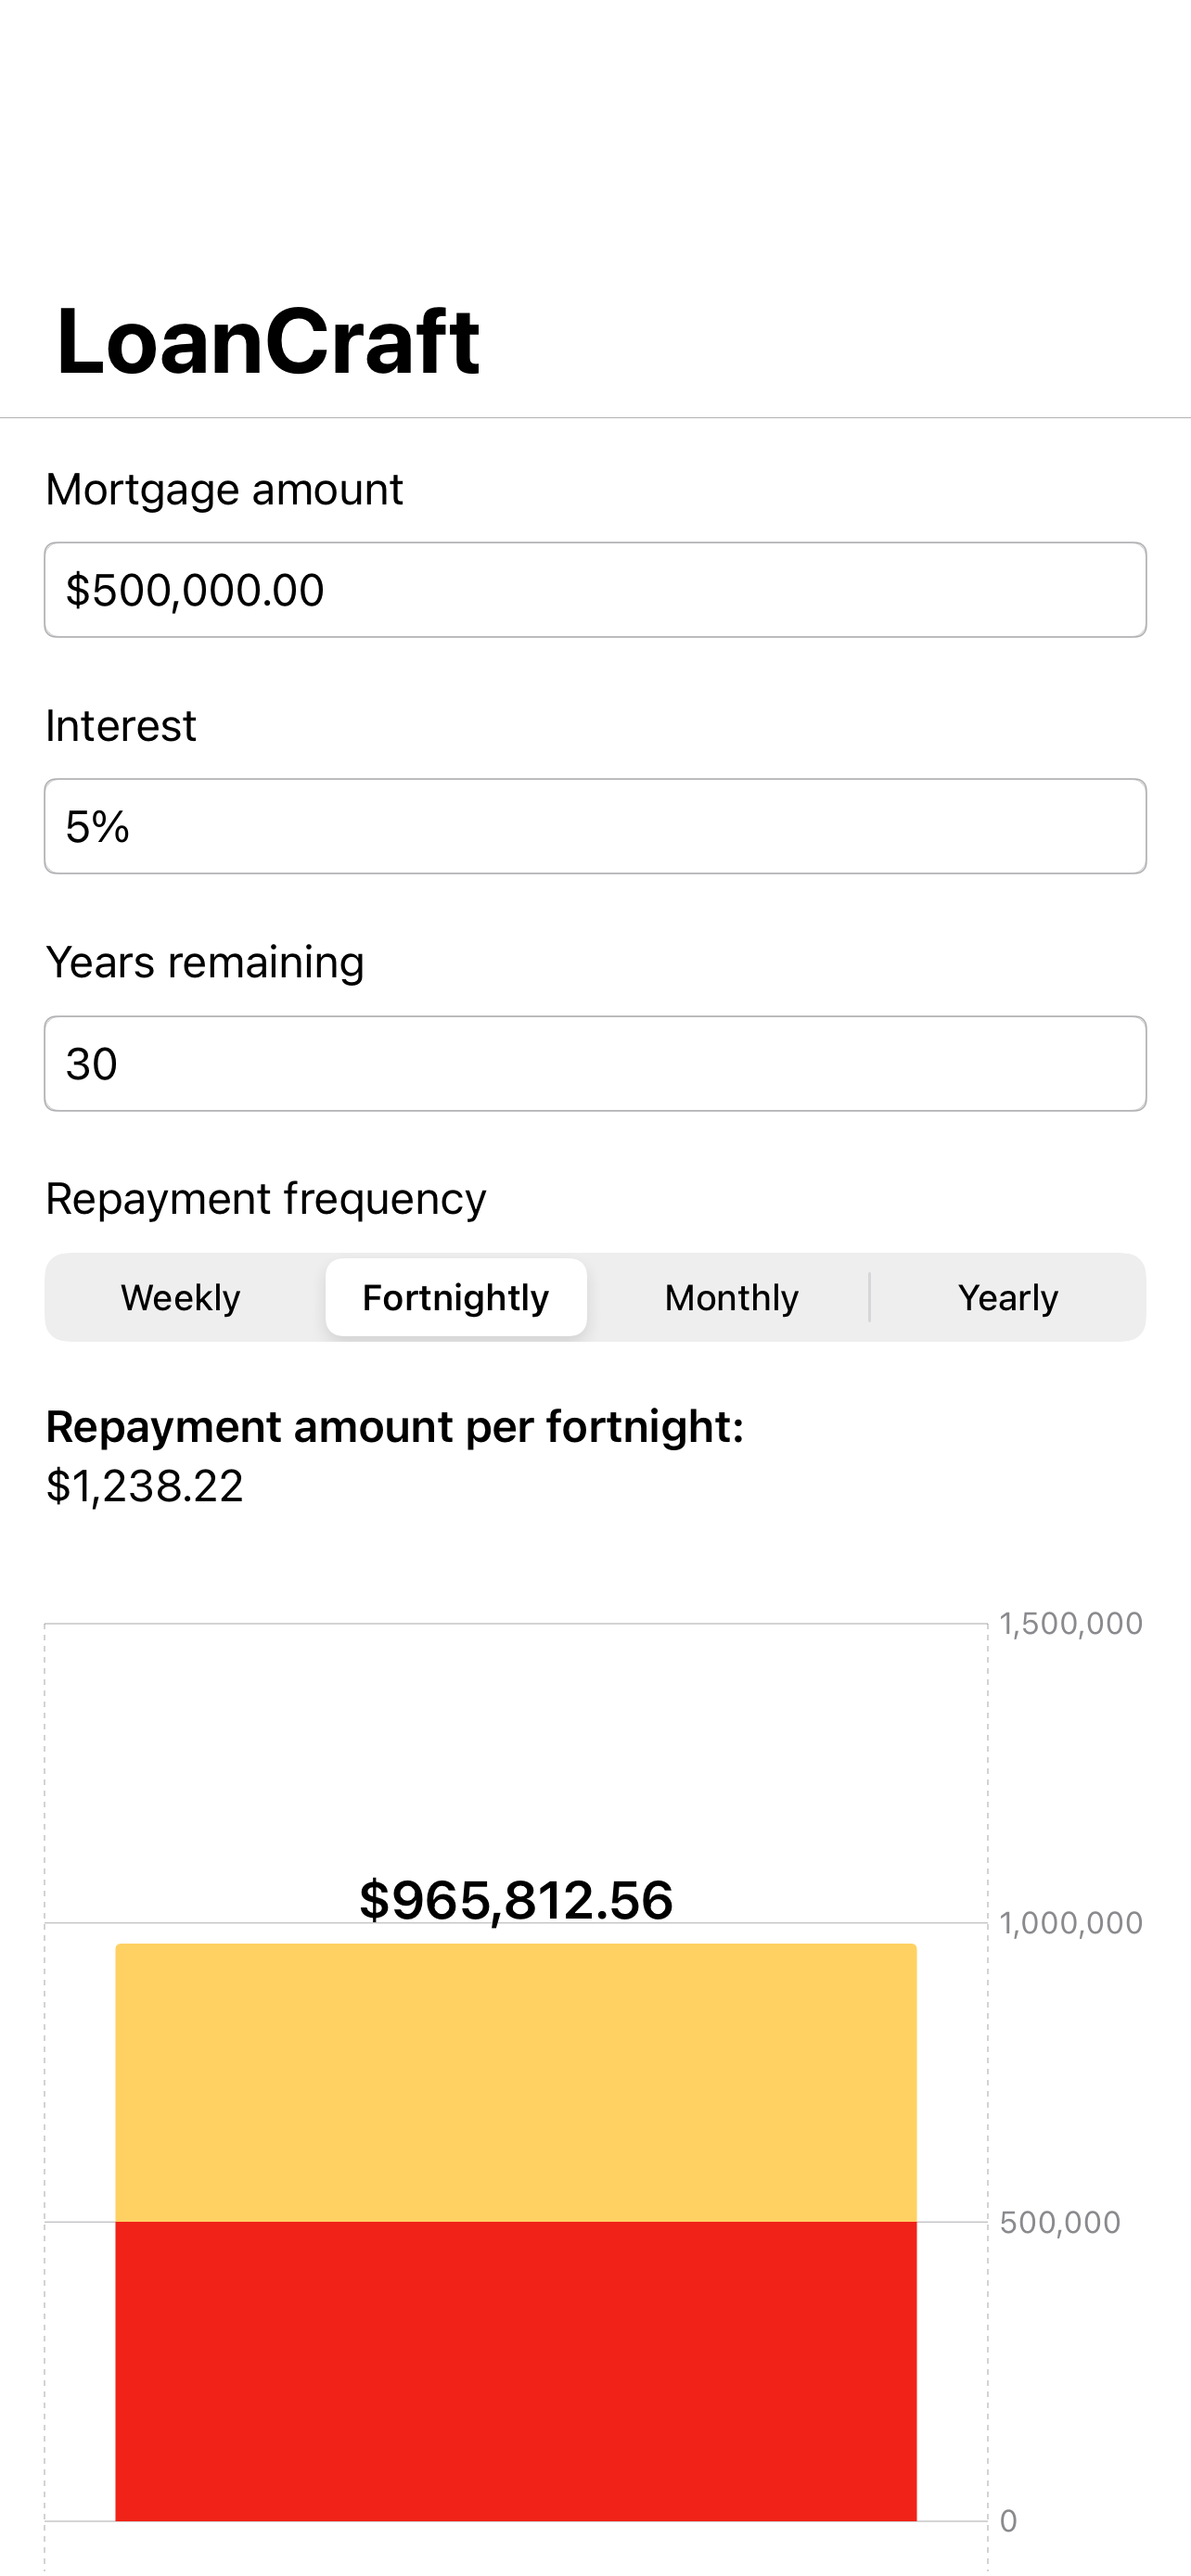 LoanCraft
Mortgage amount
$500,000.00
Interest
5%
Years remaining
30
Repayment frequency
Weekly Fortnightly Monthly Yearly
Repayment amount per fortnight:
$1,238.22
1,500,000
$965,812.56
1,000,000
500,000
0